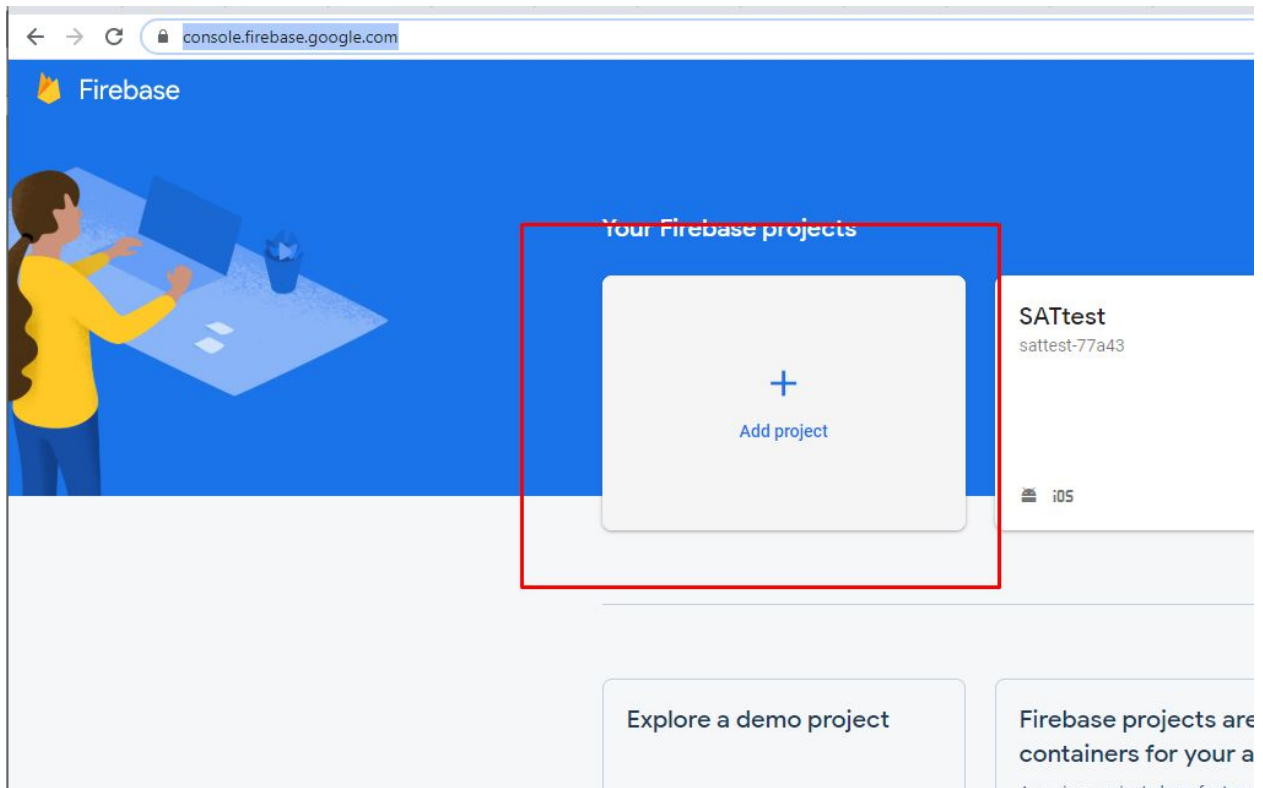 console.firebase.google.com
Firebase
Your Firebase projects
Add project
SATtest
sattest-77a43
iOS
Explore a demo project
Firebase projects are
containers for your a